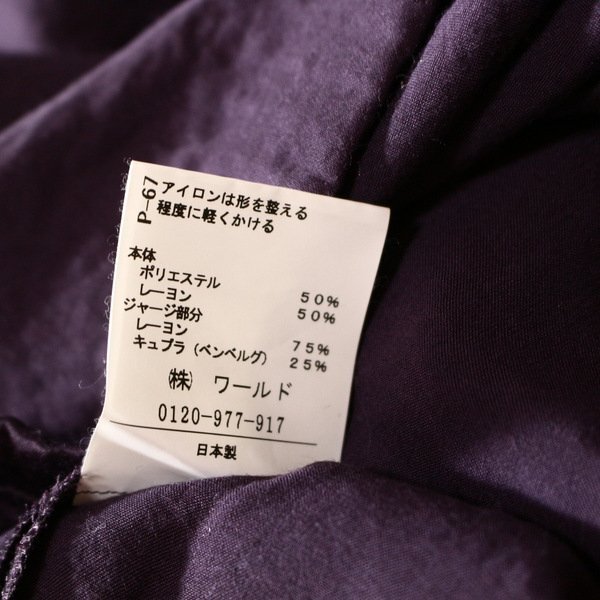 P-67
アイロンは形を整える
程度に軽くかける
本体
ポリエステル 50%
レーヨン 50%
ジャージ部分
レーヨン 75%
キュプラ(ベンベルグ) 25%
㈱ ワールド
0120-977-917
日本製